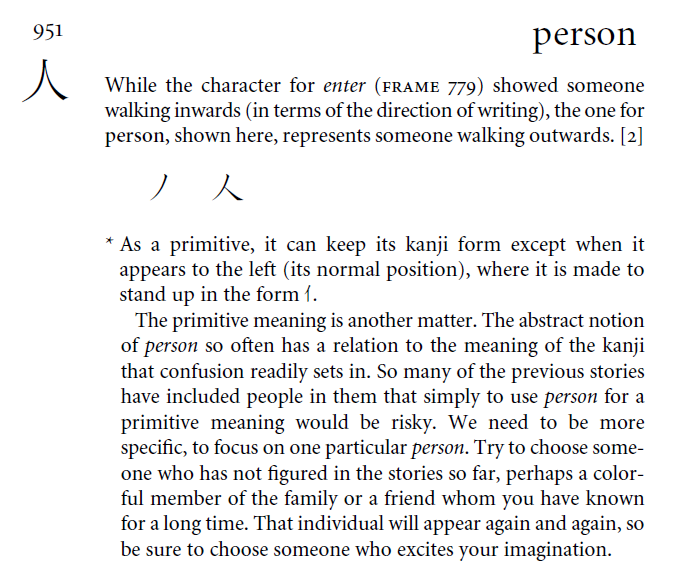 951
person
人
While the character for enter (FRAME 779) showed someone
walking inwards (in terms of the direction of writing), the one for
person, shown here, represents someone walking outwards. [2]
ノ 人
* As a primitive, it can keep its kanji form except when it
appears to the left (its normal position), where it is made to
stand up in the form 亻.
The primitive meaning is another matter. The abstract notion
of person so often has a relation to the meaning of the kanji
that confusion readily sets in. So many of the previous stories
have included people in them that simply to use person for a
primitive meaning would be risky. We need to be more
specific, to focus on one particular person. Try to choose some-
one who has not figured in the stories so far, perhaps a color-
ful member of the family or a friend whom you have known
for a long time. That individual will appear again and again, so
be sure to choose someone who excites your imagination.